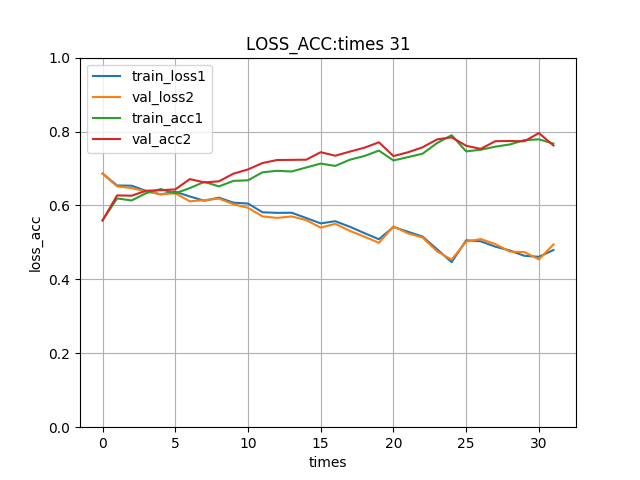 LOSS_ACC:times 31
1.0
0.8
0.6
0.4
0.2
0.0
loss_acc
train_loss1
val_loss2
train_acc1
val_acc2
0 5 10 15 20 25 30
times